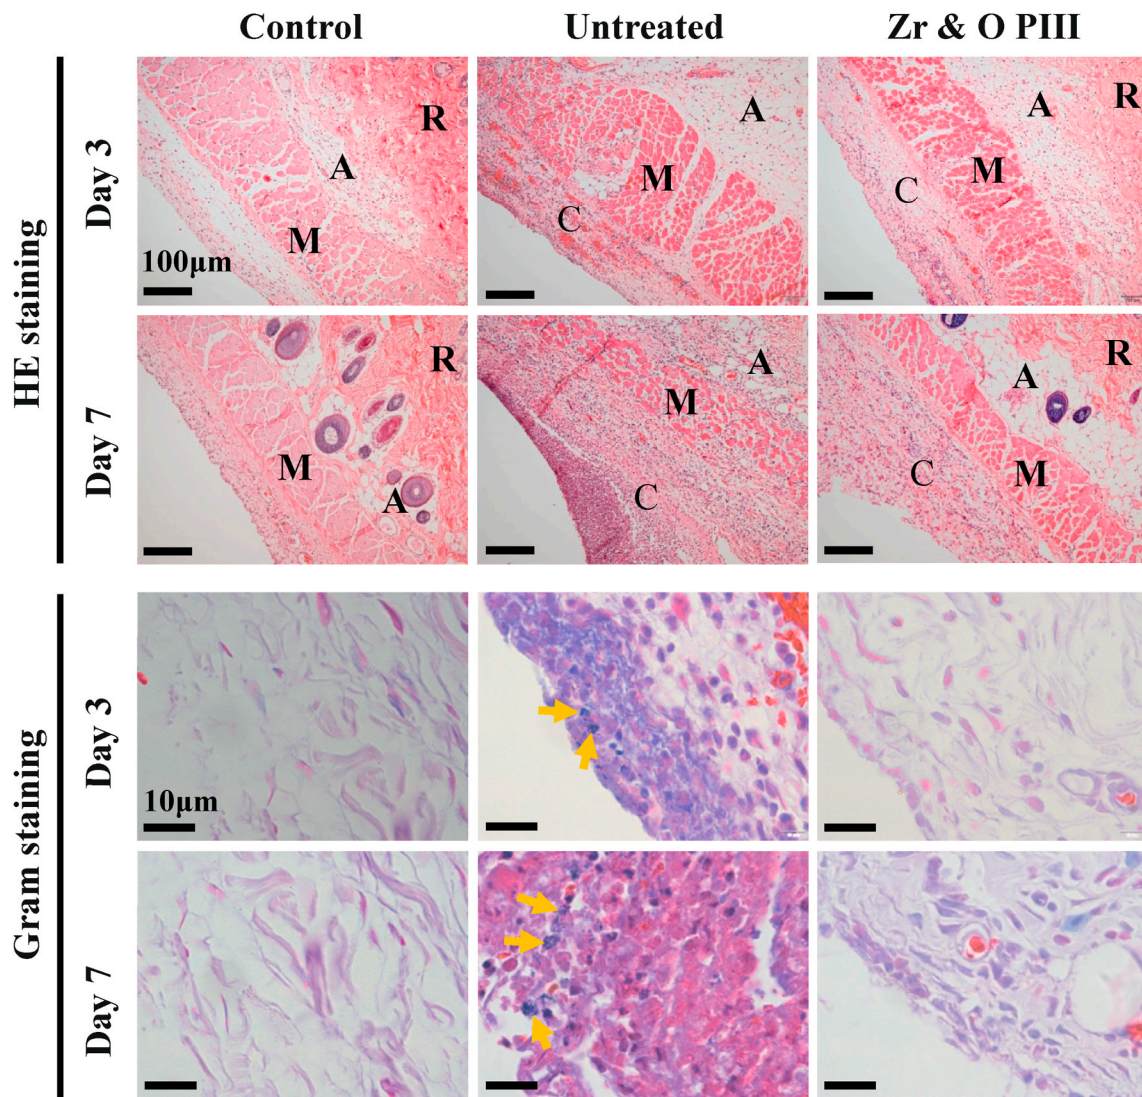 Control Untreated Zr & O PIII
HE staining
Day 3
R
A
M
100μm
A
M
C
R
A
M
C
Day 7
R
M
A
A
M
C
R
A
M
C
Gram staining
Day 3
10μm
Day 7